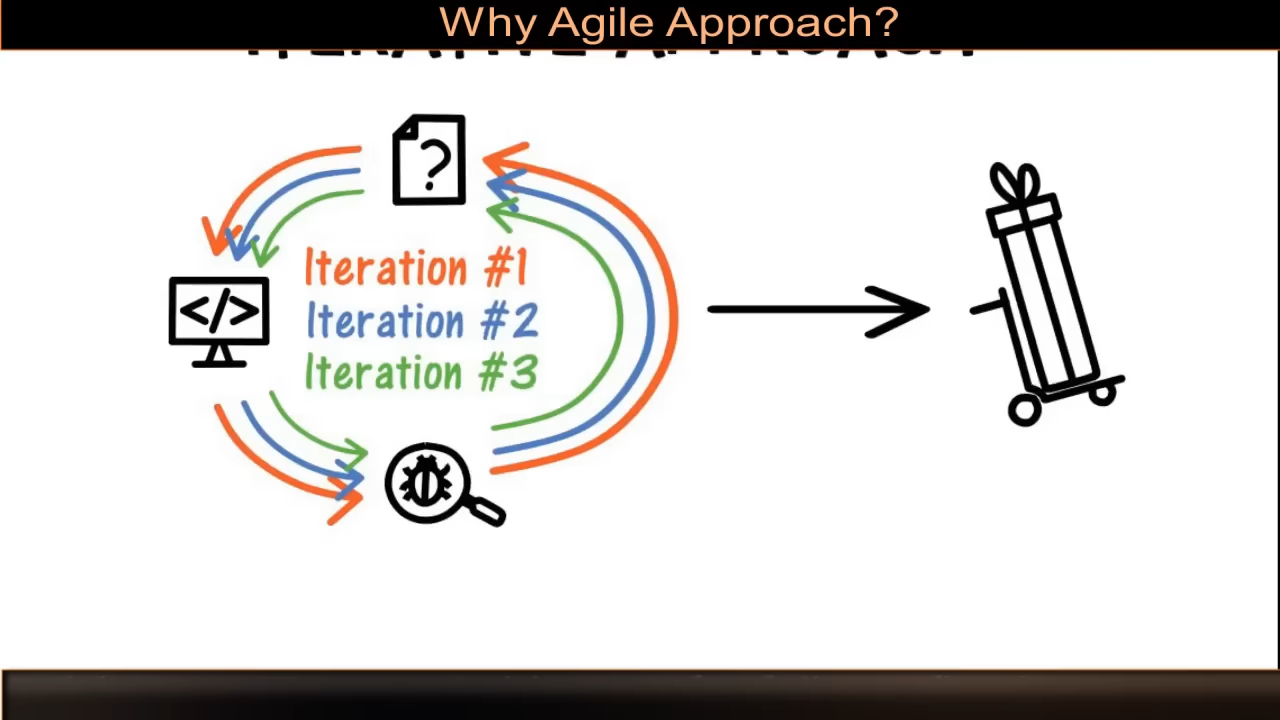 Why Agile Approach?
ITERATIVE APPROACH
?
Iteration #1
</>
Iteration #2
Iteration #3